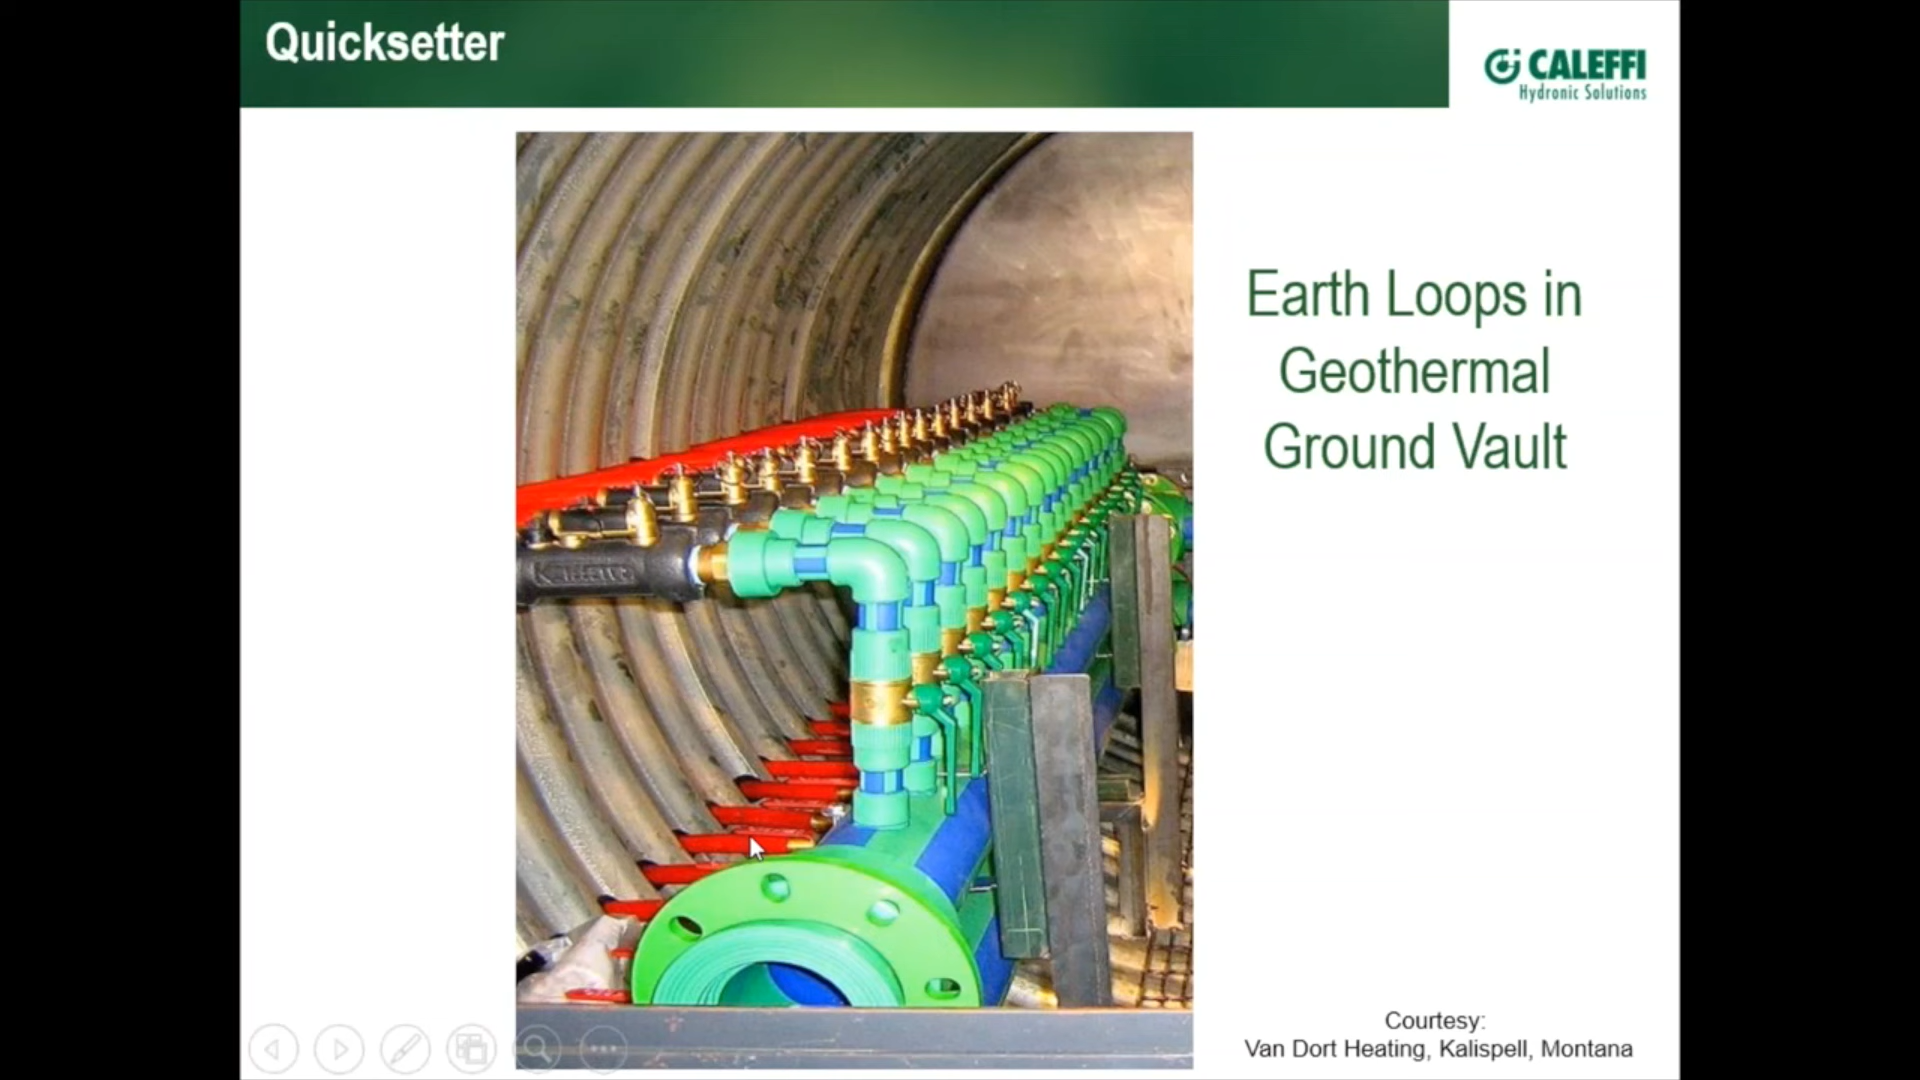 Quicksetter
CALEFFI
Hydronic Solutions
Earth Loops in
Geothermal
Ground Vault
Courtesy:
Van Dort Heating, Kalispell, Montana